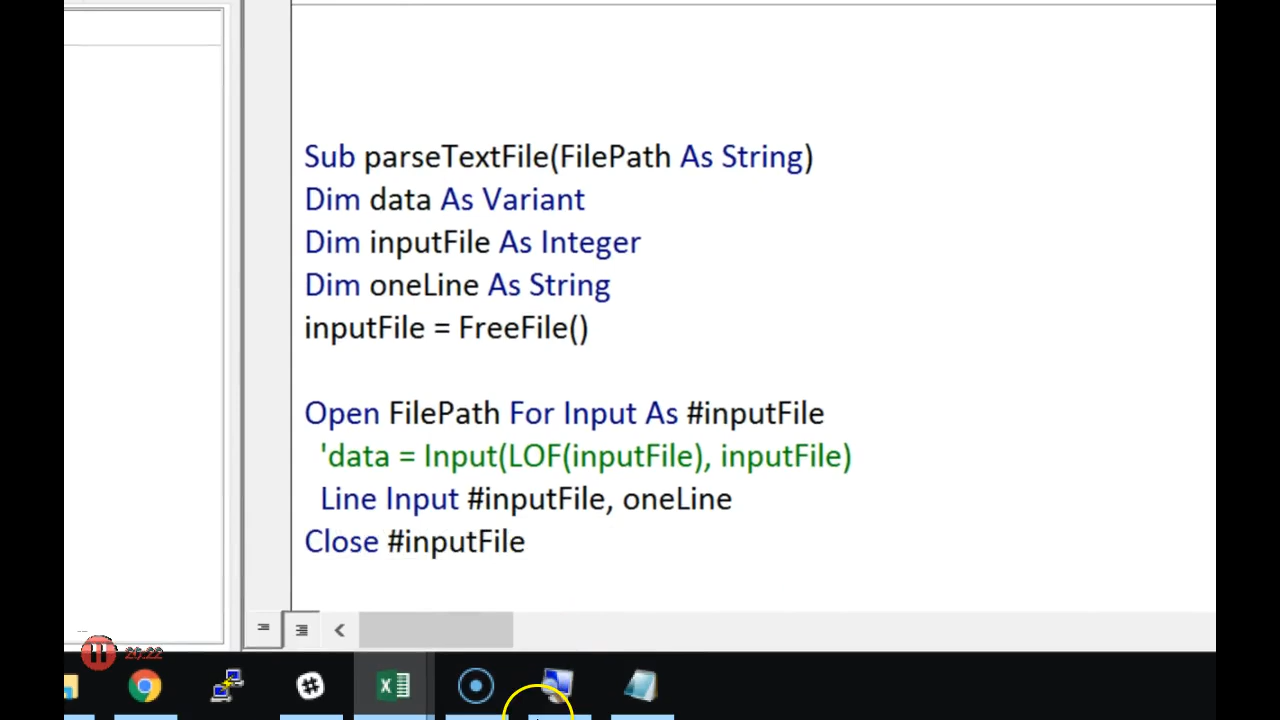 Sub parseTextFile(FilePath As String)
Dim data As Variant
Dim inputFile As Integer
Dim oneLine As String
inputFile = FreeFile()
Open FilePath For Input As #inputFile
'data = Input(LOF(inputFile), inputFile)
Line Input #inputFile, oneLine
Close #inputFile